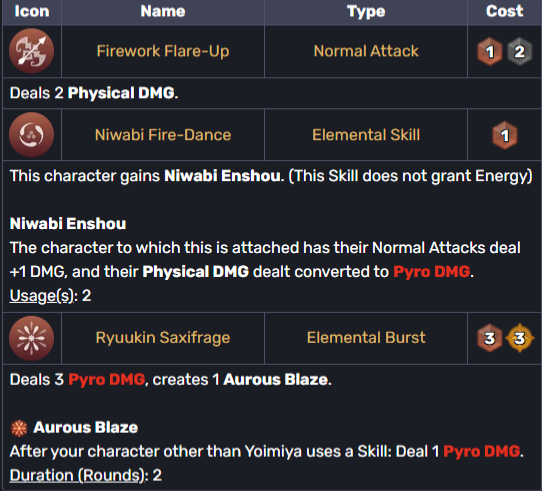 Icon Name Type Cost
Firework Flare-Up Normal Attack 1 2
Deals 2 Physical DMG.
Niwabi Fire-Dance Elemental Skill 1
This character gains Niwabi Enshou. (This Skill does not grant Energy)
Niwabi Enshou
The character to which this is attached has their Normal Attacks deal
+1 DMG, and their Physical DMG dealt converted to Pyro DMG.
Usage(s): 2
Ryuukin Saxifrage Elemental Burst 3 3
Deals 3 Pyro DMG, creates 1 Aurous Blaze.
Aurous Blaze
After your character other than Yoimiya uses a Skill: Deal 1 Pyro DMG.
Duration (Rounds): 2